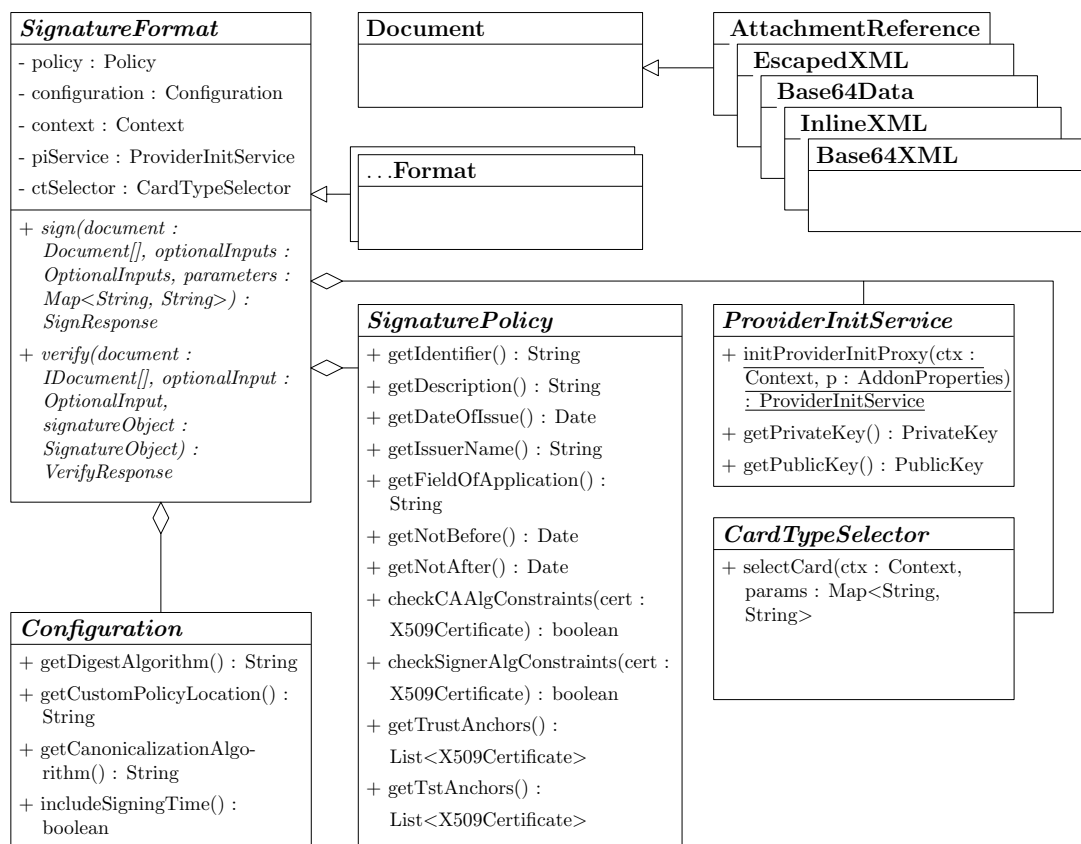 SignatureFormat
- policy : Policy
- configuration : Configuration
- context : Context
- piService : ProviderInitService
- ctSelector : CardTypeSelector
+ sign(document :
Document[], optionalInputs :
OptionalInputs, parameters :
Map<String, String>) :
SignResponse
+ verify(document :
IDocument[], optionalInput :
OptionalInput,
signatureObject :
SignatureObject) :
VerifyResponse
Document
AttachmentReference
EscapedXML
Base64Data
InlineXML
Base64XML
...Format
SignaturePolicy
+ getIdentifier() : String
+ getDescription() : String
+ getDateOfIssue() : Date
+ getIssuerName() : String
+ getFieldOfApplication() :
String
+ getNotBefore() : Date
+ getNotAfter() : Date
+ checkCAAlgConstraints(cert :
X509Certificate) : boolean
+ checkSignerAlgConstraints(cert :
X509Certificate) : boolean
+ getTrustAnchors() :
List<X509Certificate>
+ getTstAnchors() :
List<X509Certificate>
ProviderInitService
+ initProviderInitProxy(ctx :
Context, p : AddonProperties)
: ProviderInitService
+ getPrivateKey() : PrivateKey
+ getPublicKey() : PublicKey
CardTypeSelector
+ selectCard(ctx : Context,
params : Map<String,
String>
Configuration
+ getDigestAlgorithm() : String
+ getCustomPolicyLocation() :
String
+ getCanonicalizationAlgo-
rithm() : String
+ includeSigningTime() :
boolean